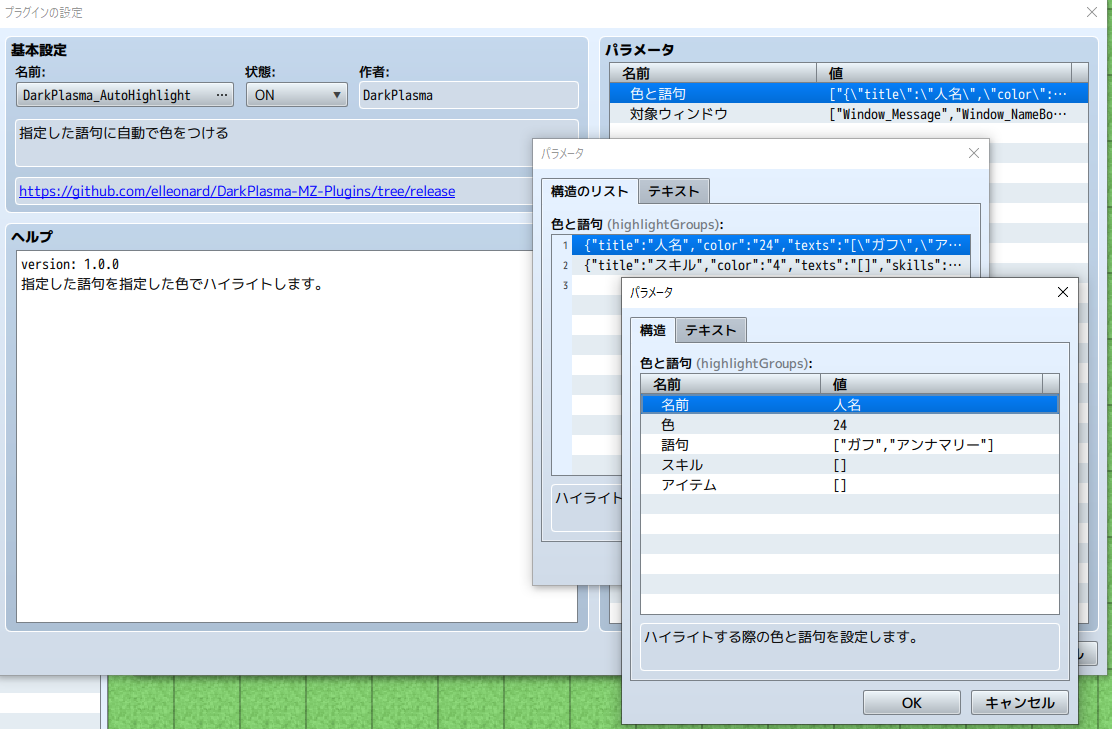 プラグインの設定
基本設定
名前:
状態:
作者:
DarkPlasma_AutoHighlight ...
ON
DarkPlasma
指定した語句に自動で色をつける
https://github.com/elleonard/DarkPlasma-MZ-Plugins/tree/release
ヘルプ
version: 1.0.0
指定した語句を指定した色でハイライトします。
パラメータ
名前 値
色と語句 ["{\"title\":\"人名\",\"color\":…
対象ウィンドウ ["Window_Message","Window_NameBo…
パラメータ
構造のリスト テキスト
色と語句 (highlightGroups):
1 {"title":"人名","color":"24","texts":"[\"ガフ\",\"ア…
2 {"title":"スキル","color":"4","texts":"[]","skills":…
3
ハイライト
パラメータ
構造 テキスト
色と語句 (highlightGroups):
名前 値
名前 人名
色 24
語句 ["ガフ","アンナマリー"]
スキル []
アイテム []
ハイライトする際の色と語句を設定します。
OK キャンセル
ル